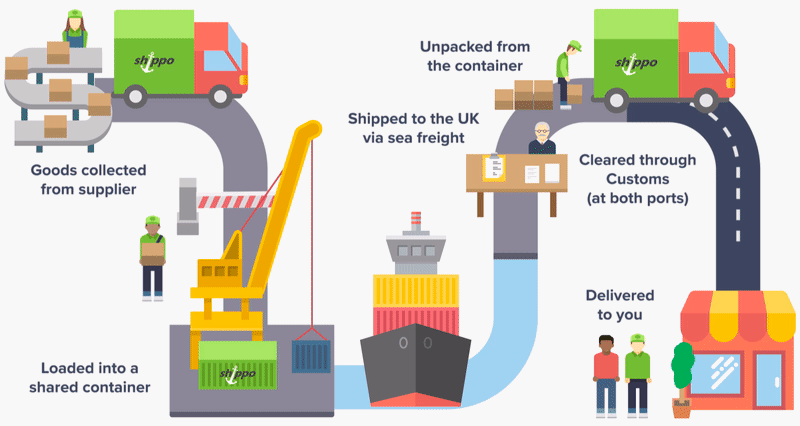 shippo
Goods collected
from supplier
Loaded into a
shared container
shippo
Shipped to the UK
via sea freight
Unpacked from
the container
shippo
Cleared through
Customs
(at both ports)
Delivered
to you